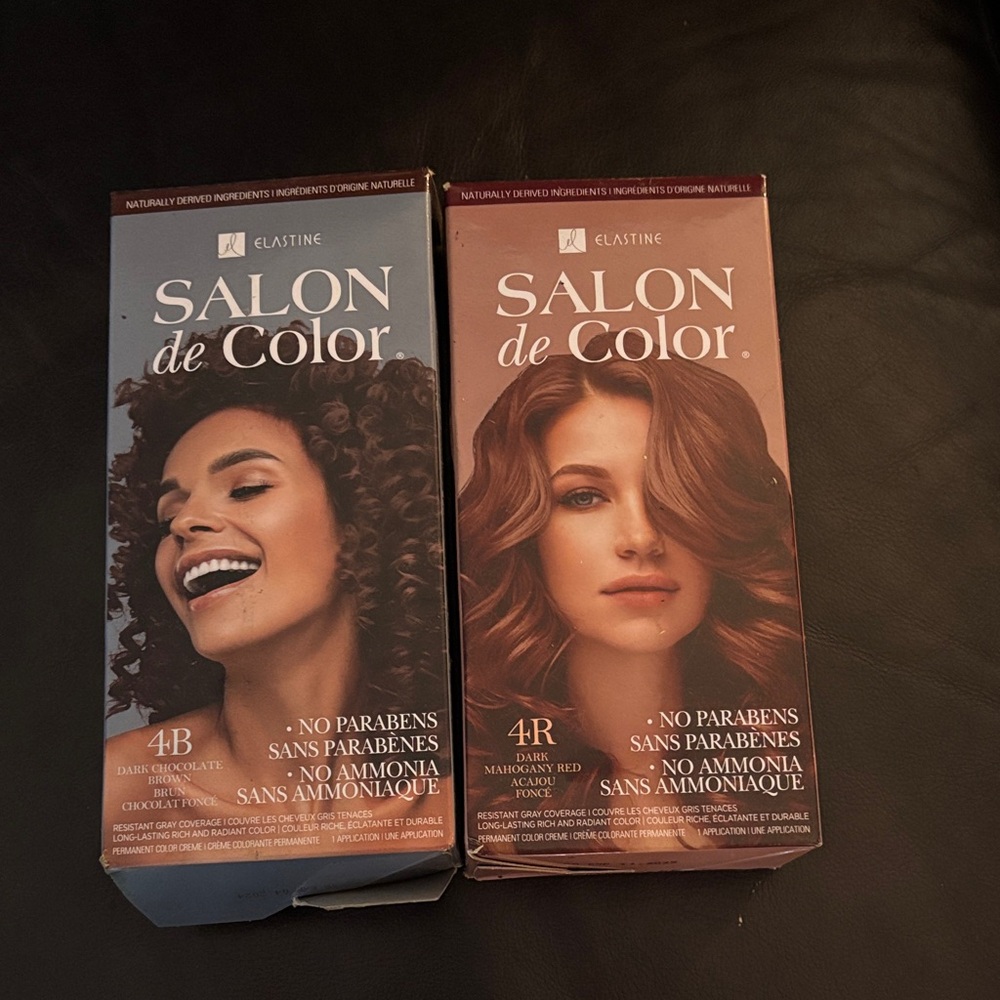 NATURALLY DERIVED INGREDIENTS | INGRÉDIENTS D'ORIGINE NATURELLE
el ELASTINE
SALON
de Color®
4B
DARK CHOCOLATE
BROWN
BRUN
CHOCOLAT FONCÉ
• NO PARABENS
SANS PARABÈNES
• NO AMMONIA
SANS AMMONIAQUE
RESISTANT GRAY COVERAGE | COUVRE LES CHEVEUX GRIS TENACES
LONG-LASTING RICH AND RADIANT COLOR | COULEUR RICHE, ÉCLATANTE ET DURABLE
PERMANENT COLOR CREME | CRÈME COLORANTE PERMANENTE 1 APPLICATION | UNE APPLICATION
NATURALLY DERIVED INGREDIENTS | INGRÉDIENTS D'ORIGINE NATURELLE
el ELASTINE
SALON
de Color®
4R
DARK
MAHOGANY RED
ACAJOU
FONCÉ
• NO PARABENS
SANS PARABÈNES
• NO AMMONIA
SANS AMMONIAQUE
RESISTANT GRAY COVERAGE | COUVRE LES CHEVEUX GRIS TENACES
LONG-LASTING RICH AND RADIANT COLOR | COULEUR RICHE, ÉCLATANTE ET DURABLE
PERMANENT COLOR CREME | CRÈME COLORANTE PERMANENTE 1 APPLICATION | UNE APPLICATION